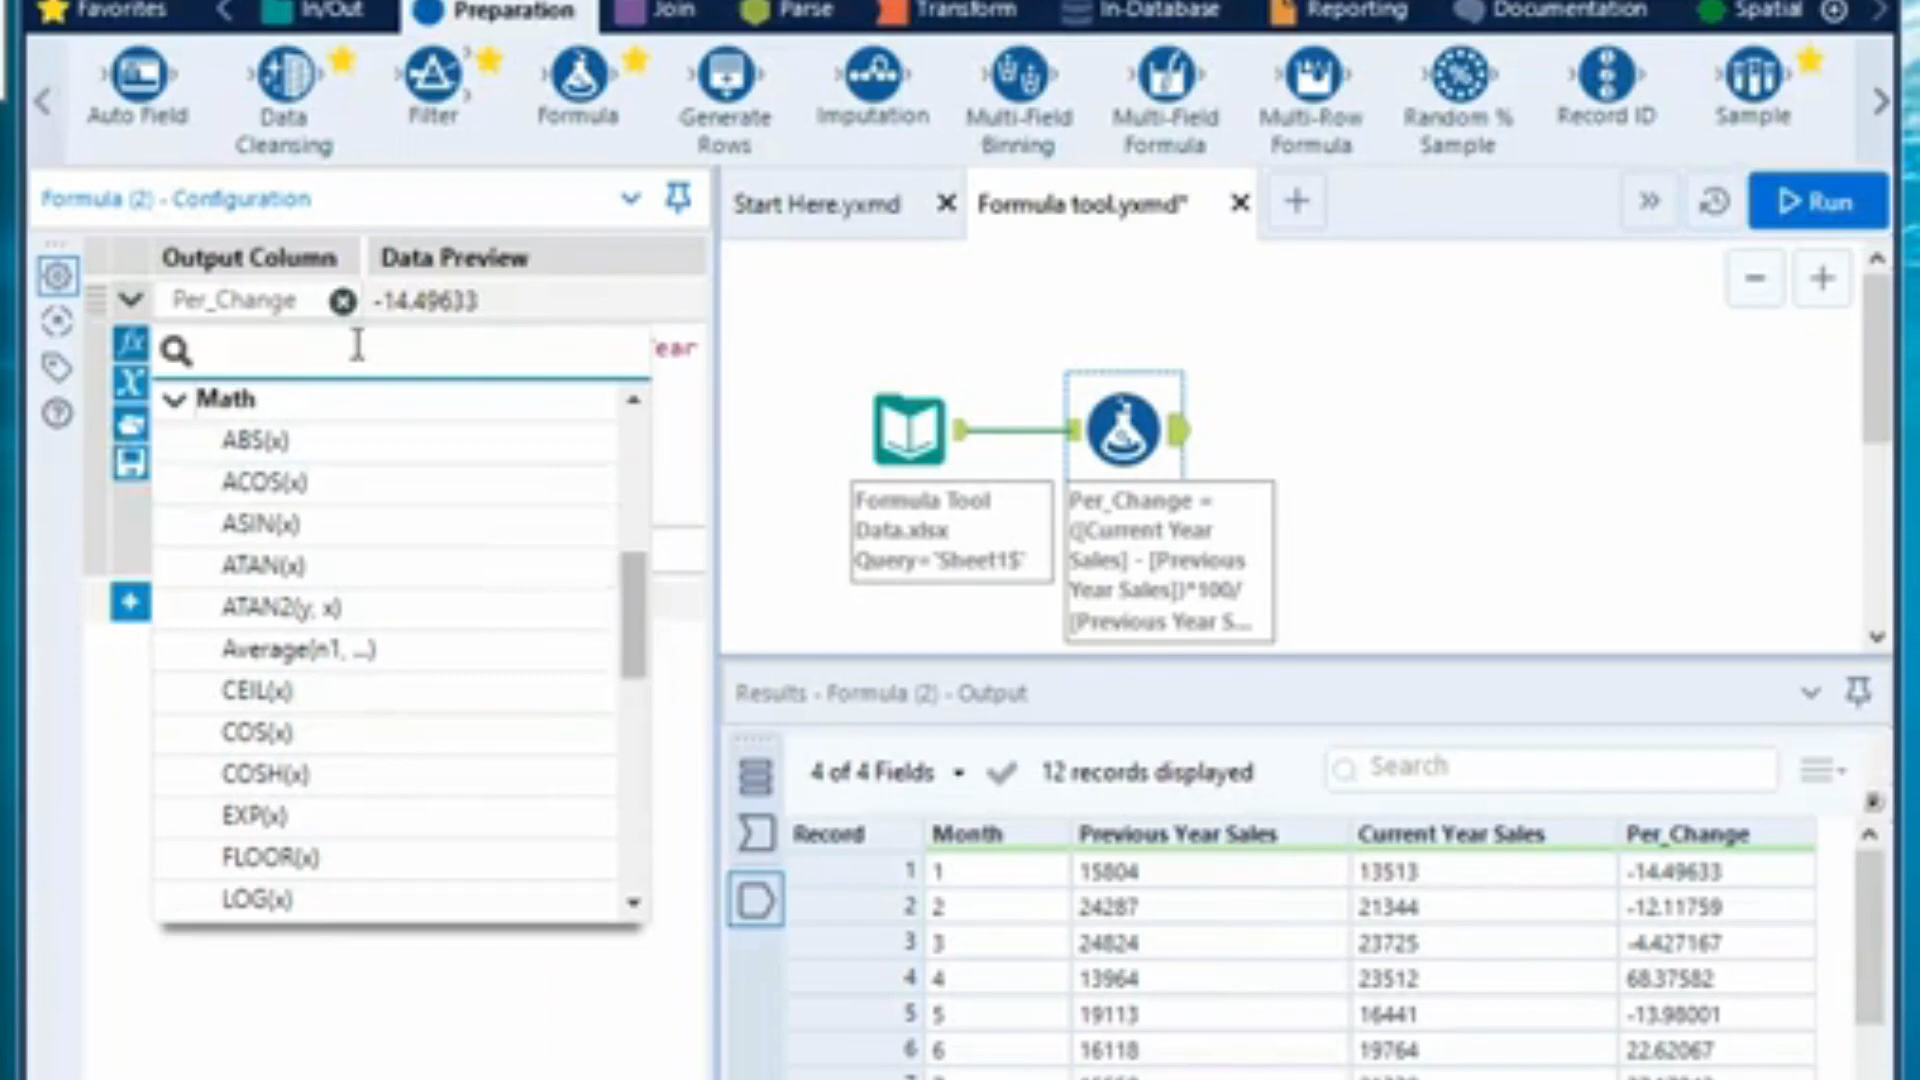 Favorites
In/Out
Preparation
Join
Parse
Transform
In-Database
Reporting
Documentation
Spatial
Auto Field
Data
Cleansing
Filter
Formula
Generate
Rows
Imputation
Multi-Field
Binning
Multi-Field
Formula
Multi-Row
Formula
Random %
Sample
Record ID
Sample
Formula (2) - Configuration
Start Here.yxmd
Formula tool.yxmd*
Run
Output Column
Data Preview
Per_Change
-14.49633
ear
Math
ABS(x)
ACOS(x)
ASIN(x)
ATAN(x)
ATAN2(y, x)
Average(n1, ...)
CEIL(x)
COS(x)
COSH(x)
EXP(x)
FLOOR(x)
LOG(x)
Formula Tool
Data.xlsx
Query='Sheet1$'
Per_Change =
([Current Year
Sales] - [Previous
Year Sales])*100/
[Previous Year S...
Results - Formula (2) - Output
4 of 4 Fields
12 records displayed
Search
Record Month Previous Year Sales Current Year Sales Per_Change
1 1 15804 13513 -14.49633
2 2 24287 21344 -12.11759
3 3 24824 23725 -4.427167
4 4 13964 23512 68.37582
5 5 19113 16441 -13.98001
6 6 16118 19764 22.62067